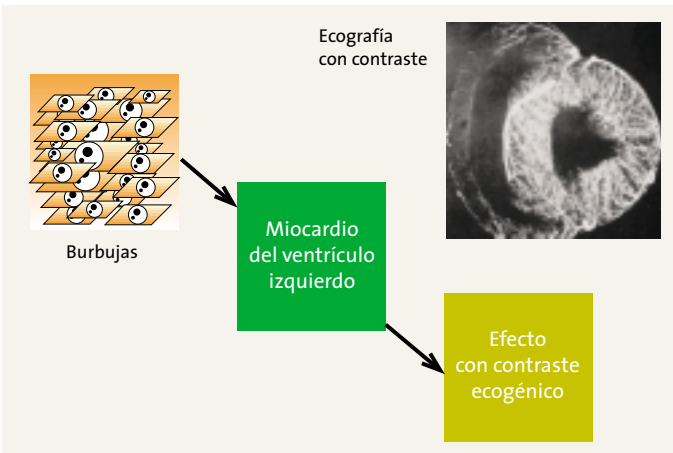 Ecografía
con contraste
Burbujas
Miocardio
del ventrículo
izquierdo
Efecto
con contraste
ecogénico